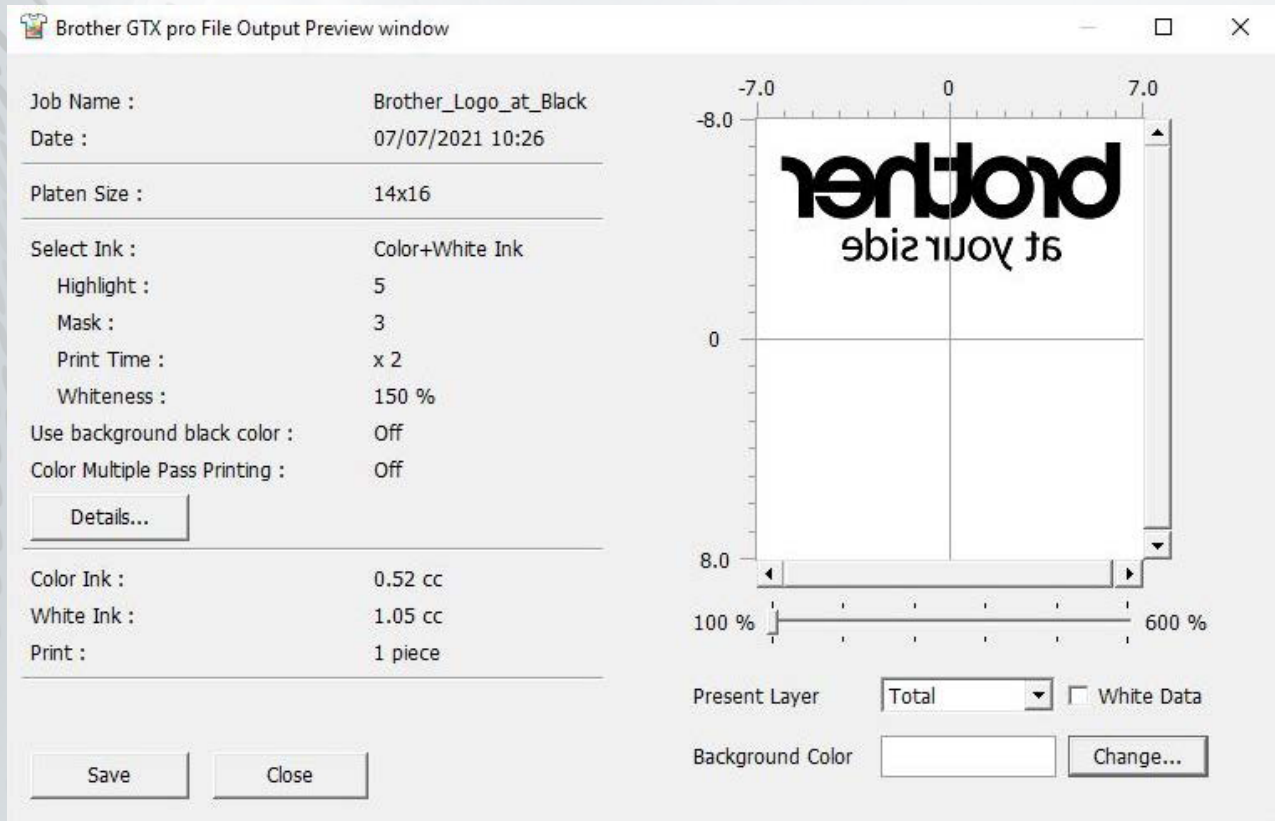 Brother GTX pro File Output Preview window
Job Name : Brother_Logo_at_Black
Date : 07/07/2021 10:26
Platen Size : 14x16
Select Ink : Color+White Ink
Highlight : 5
Mask : 3
Print Time : x 2
Whiteness : 150 %
Use background black color : Off
Color Multiple Pass Printing : Off
Details...
Color Ink : 0.52 cc
White Ink : 1.05 cc
Print : 1 piece
Save Close
-7.0 0 7.0
-8.0
brother
at your side
0
8.0
100 % 600 %
Present Layer Total White Data
Background Color Change...